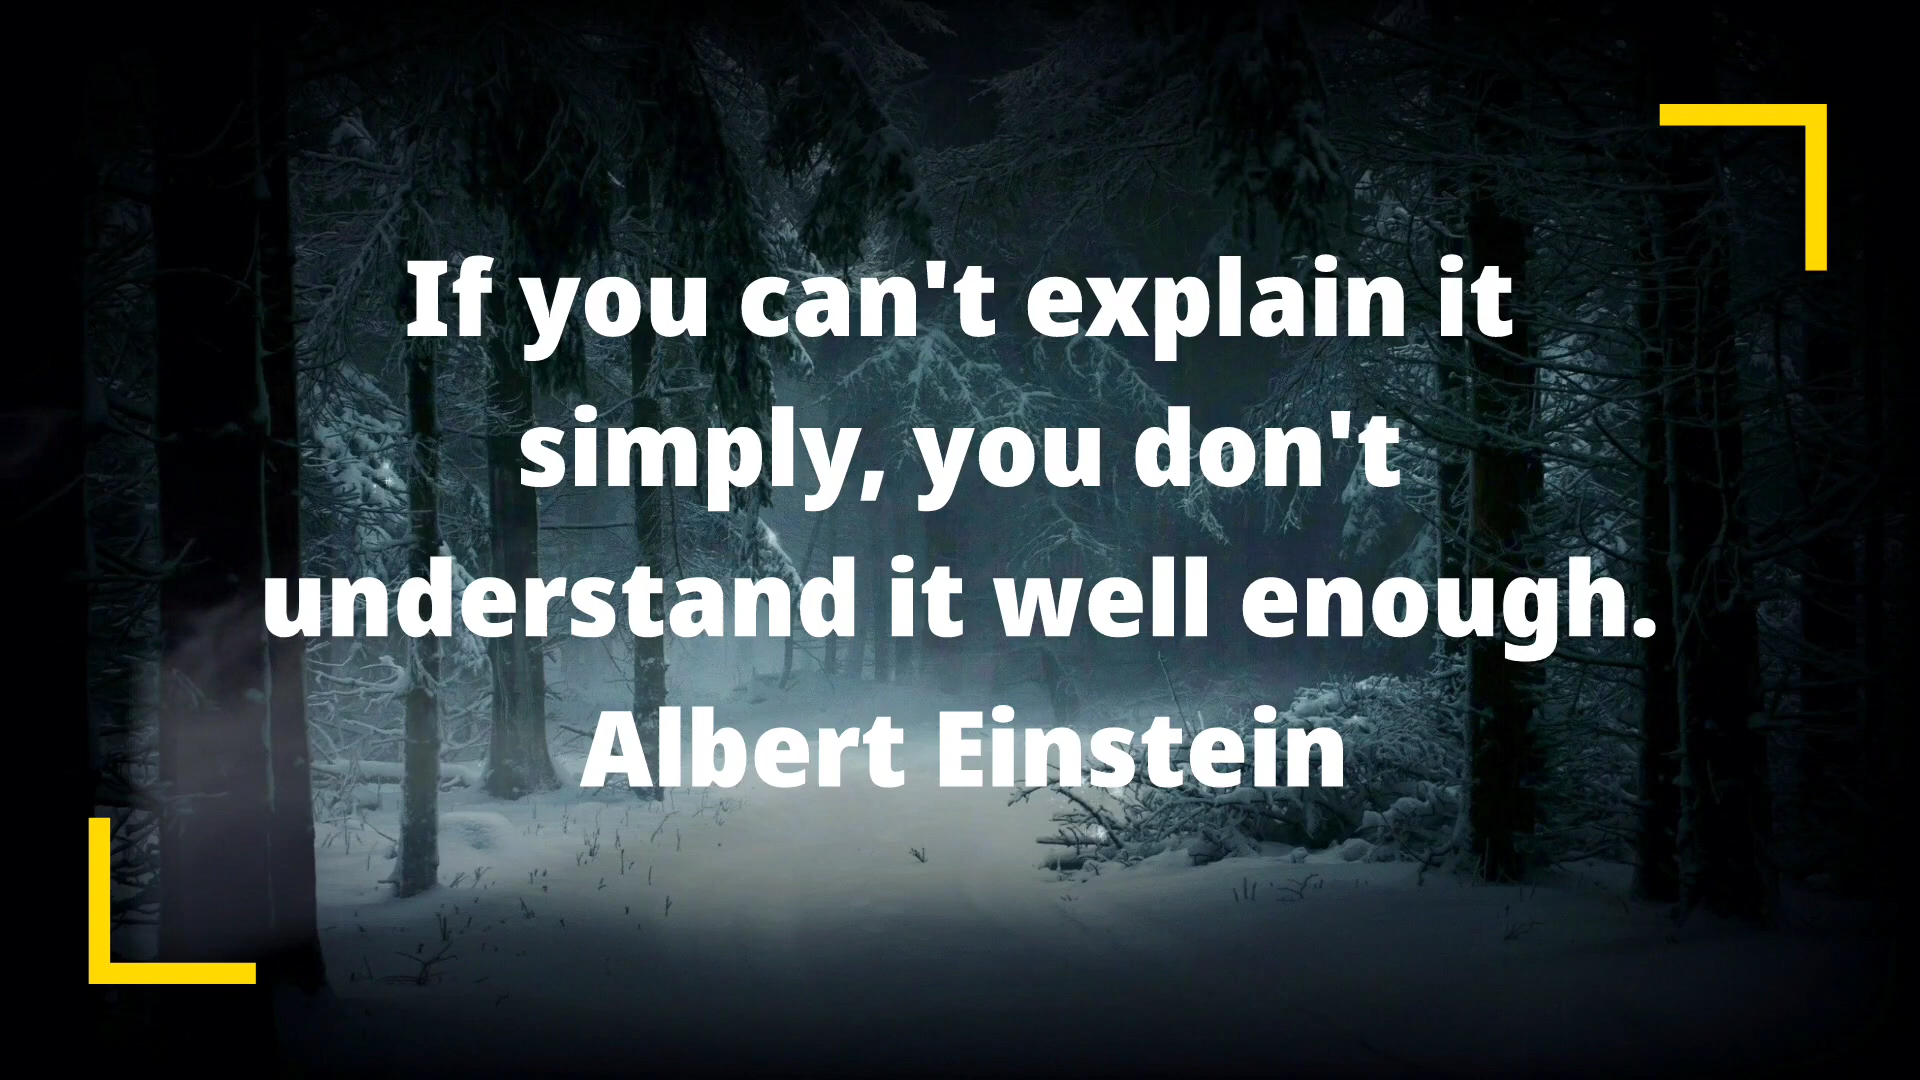 If you can't explain it
simply, you don't
understand it well enough.
Albert Einstein